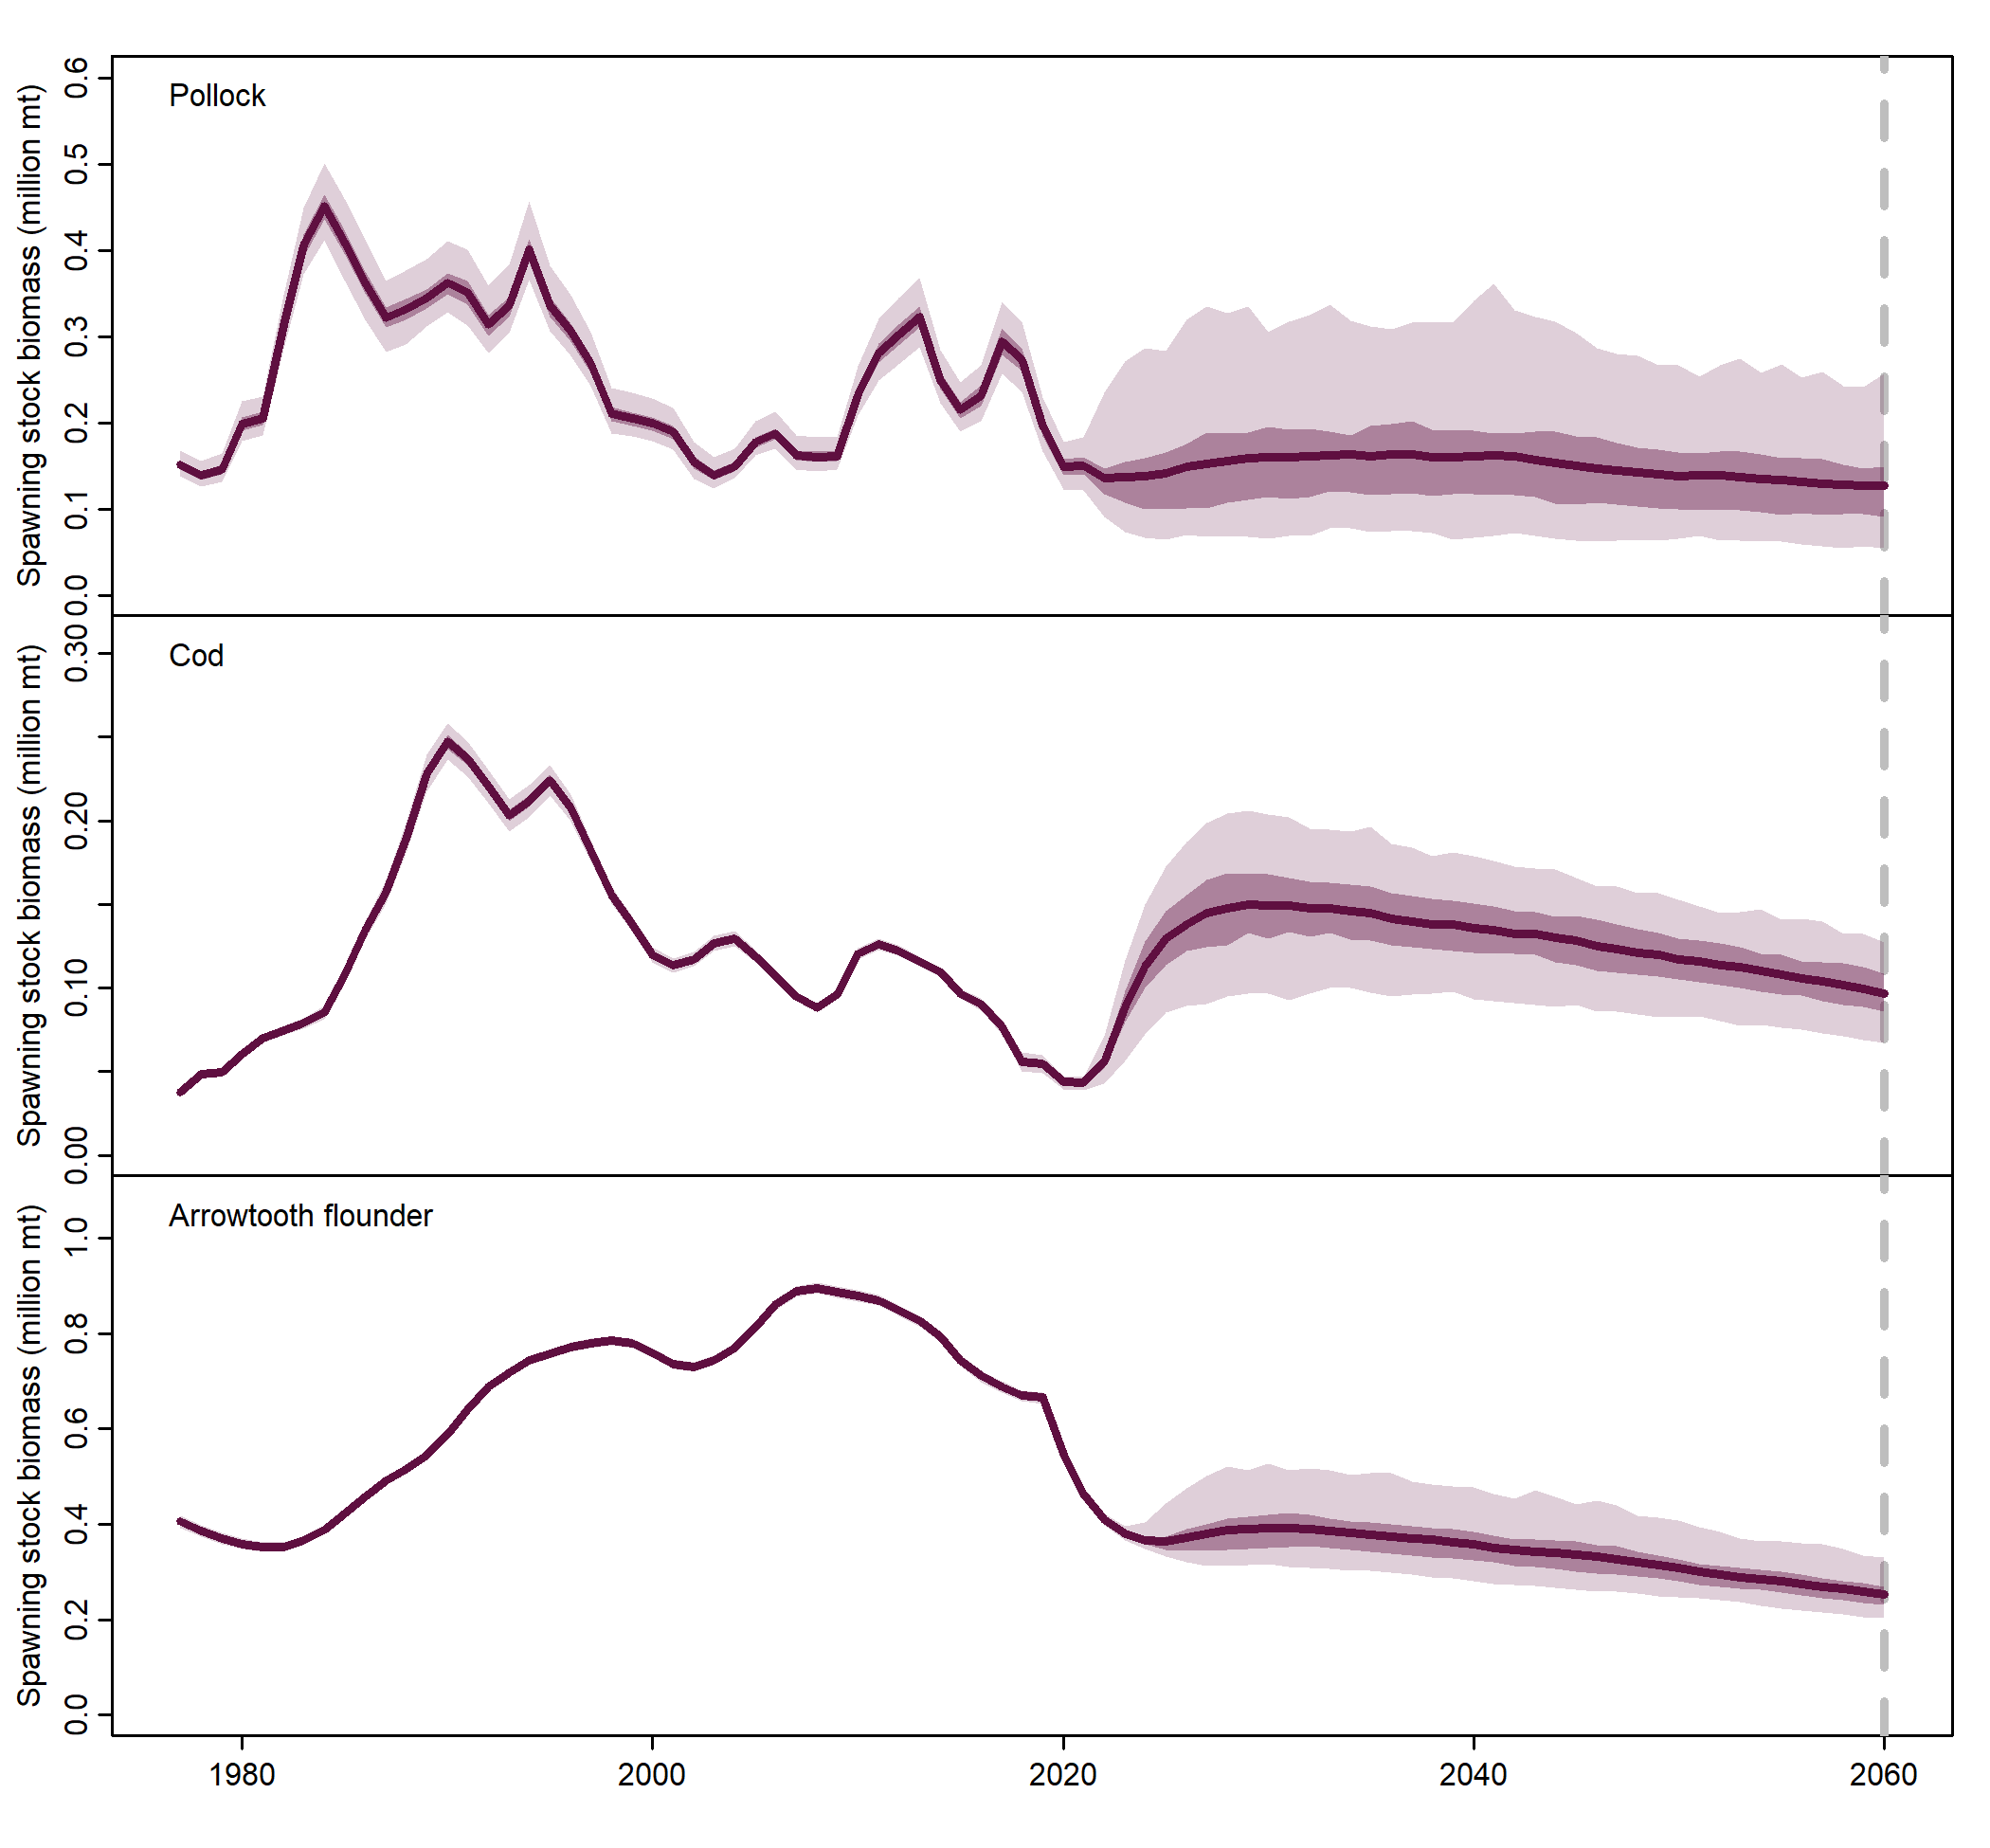 Pollock
Spawning stock biomass (million mt)
0.6
0.5
0.4
0.3
0.2
0.1
0.0
Cod
Spawning stock biomass (million mt)
0.30
0.20
0.10
0.00
Arrowtooth flounder
Spawning stock biomass (million mt)
1.0
0.8
0.6
0.4
0.2
0.0
1980 2000 2020 2040 2060